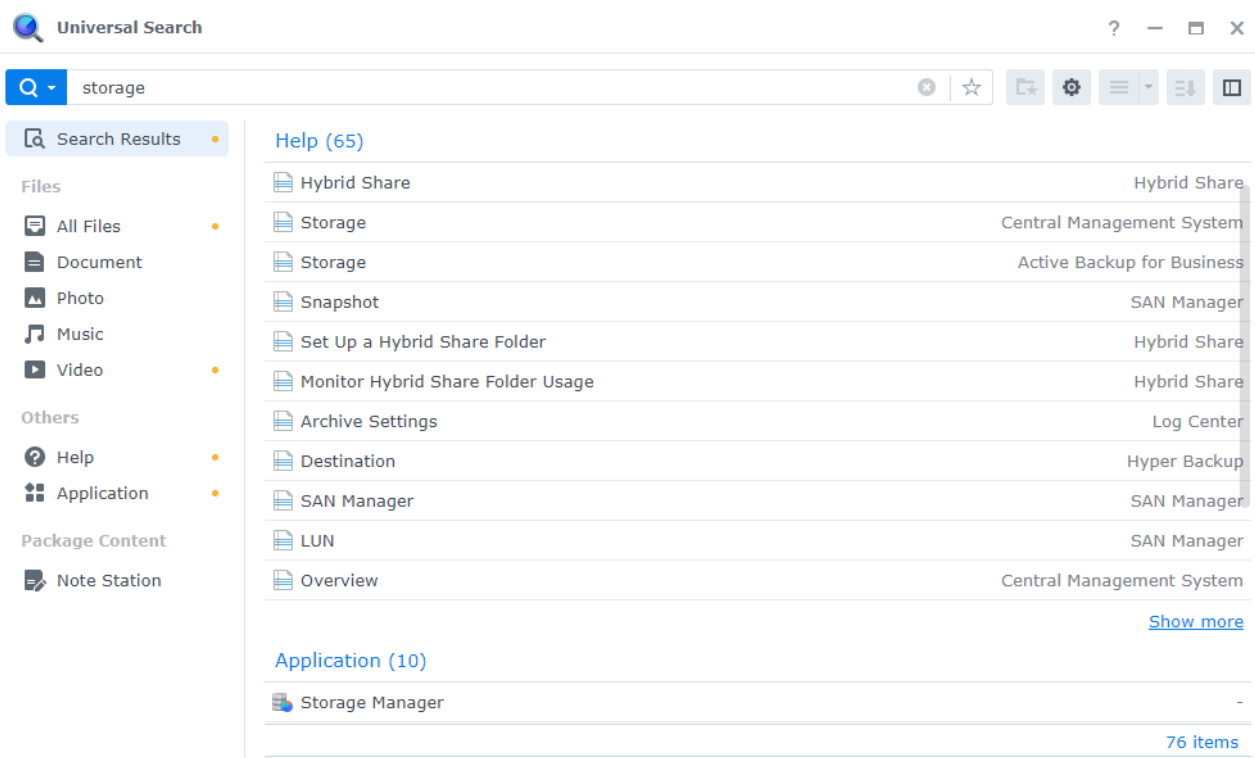 Universal Search
?
storage
Search Results
Files
All Files
Document
Photo
Music
Video
Others
Help
Application
Package Content
Note Station
Help (65)
Hybrid Share Hybrid Share
Storage Central Management System
Storage Active Backup for Business
Snapshot SAN Manager
Set Up a Hybrid Share Folder Hybrid Share
Monitor Hybrid Share Folder Usage Hybrid Share
Archive Settings Log Center
Destination Hyper Backup
SAN Manager SAN Manager
LUN SAN Manager
Overview Central Management System
Show more
Application (10)
Storage Manager -
76 items